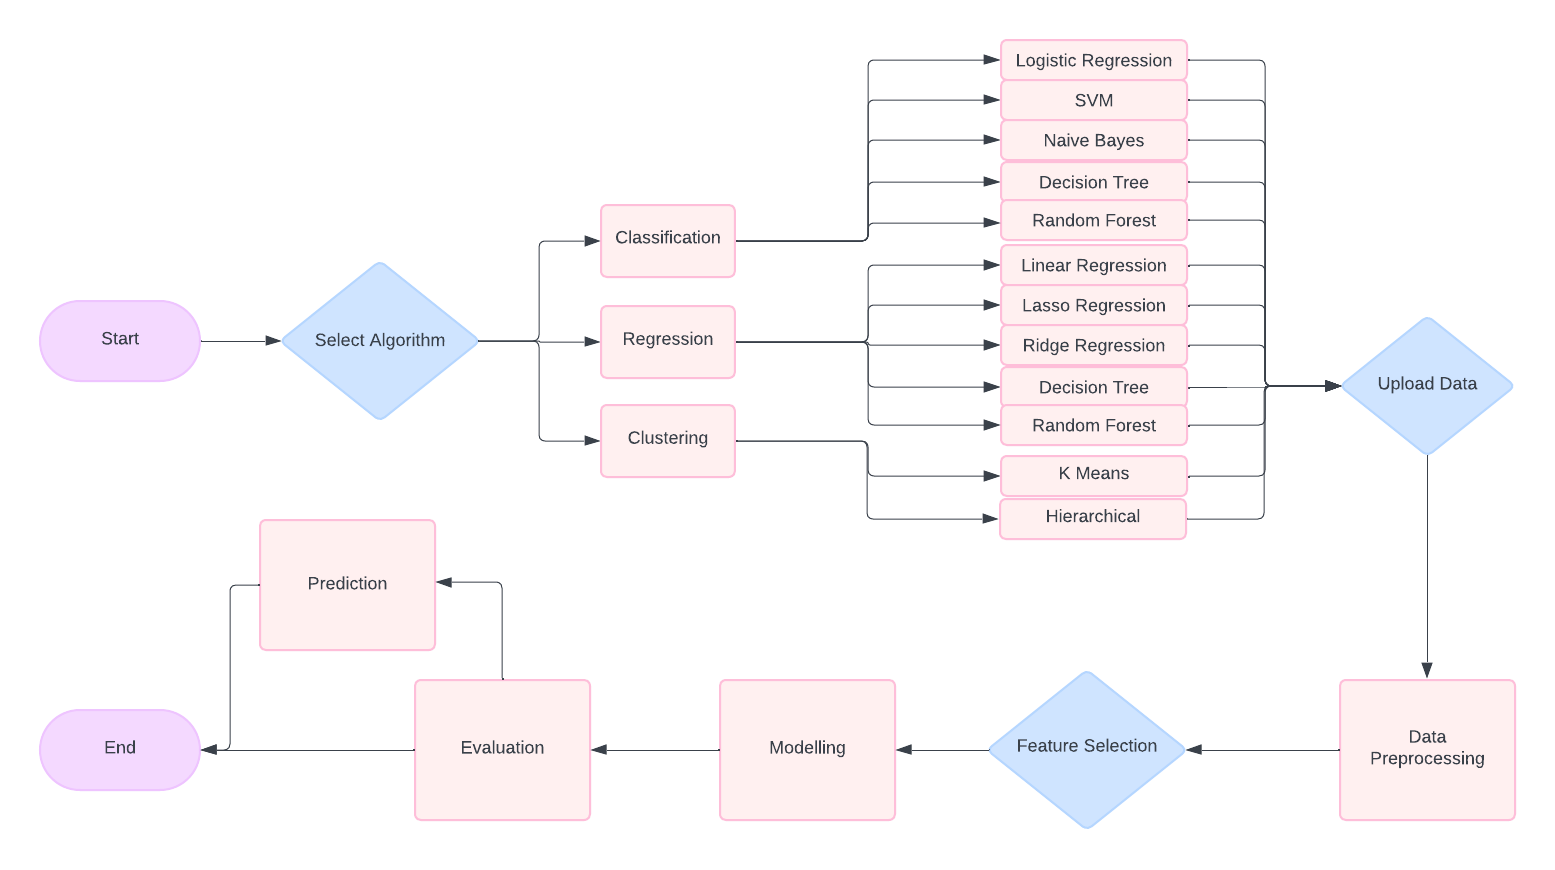 Start
Select Algorithm
Classification
Regression
Clustering
Logistic Regression
SVM
Naive Bayes
Decision Tree
Random Forest
Linear Regression
Lasso Regression
Ridge Regression
Decision Tree
Random Forest
K Means
Hierarchical
Upload Data
Data
Preprocessing
Feature Selection
Modelling
Evaluation
Prediction
End